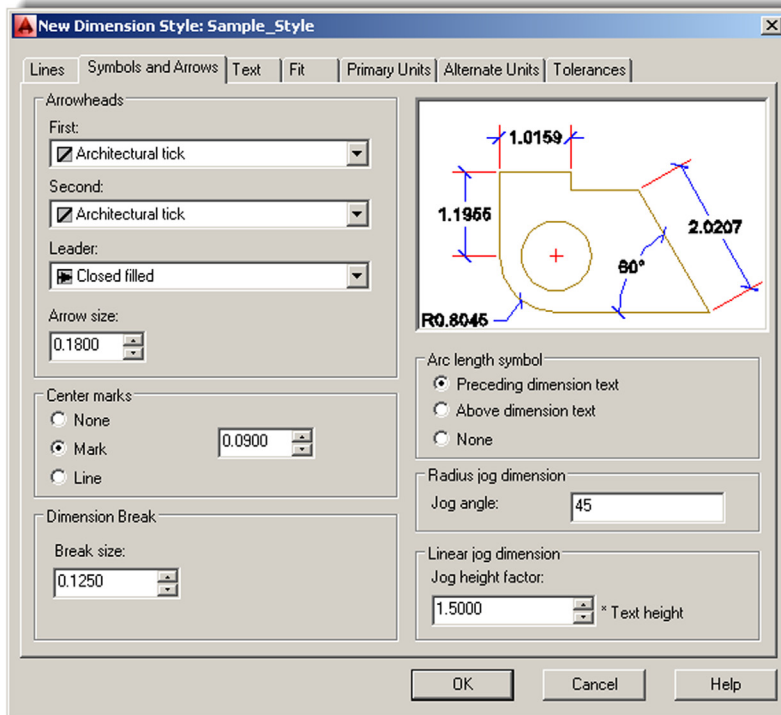 New Dimension Style: Sample_Style
Lines
Symbols and Arrows
Text
Fit
Primary Units
Alternate Units
Tolerances
Arrowheads
First:
Architectural tick
Second:
Architectural tick
Leader:
Closed filled
Arrow size:
0.1800
Center marks
None
Mark
0.0900
Line
Dimension Break
Break size:
0.1250
1.0159
1.1955
2.0207
60°
R0.8045
Arc length symbol
Preceding dimension text
Above dimension text
None
Radius jog dimension
Jog angle:
45
Linear jog dimension
Jog height factor:
1.5000
* Text height
OK
Cancel
Help